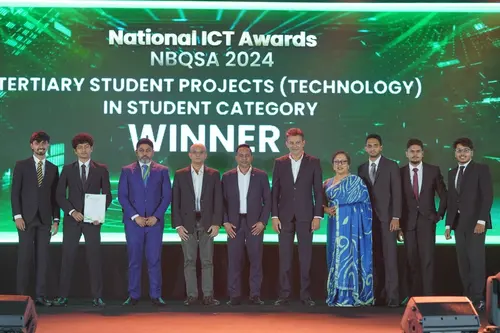 National ICT Awards
NBQSA 2024
TERTIARY STUDENT PROJECTS (TECHNOLOGY)
IN STUDENT CATEGORY
WINNER